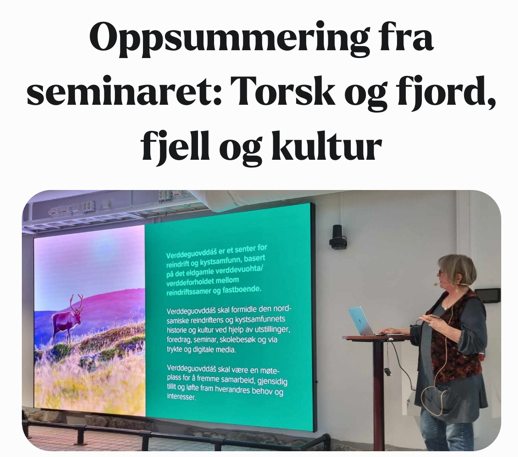 Oppsummering fra
seminaret: Torsk og fjord,
fjell og kultur
Verddeguovddáš er et senter for
reindrift og kystsamfunn, basert
på det eldgamle verddevuohta/
verddeforholdet mellom
reindriftssamer og fastboende.
Verddeguovddáš skal formidle den nord-
samiske reindriftens og kystsamfunnets
historie og kultur ved hjelp av utstillinger,
foredrag, seminar, skolebesøk og via
trykte og digitale media.
Verddeguovddáš skal være en møte-
plass for å fremme samarbeid, gjensidig
tillit og løfte fram hverandres behov og
interesser.